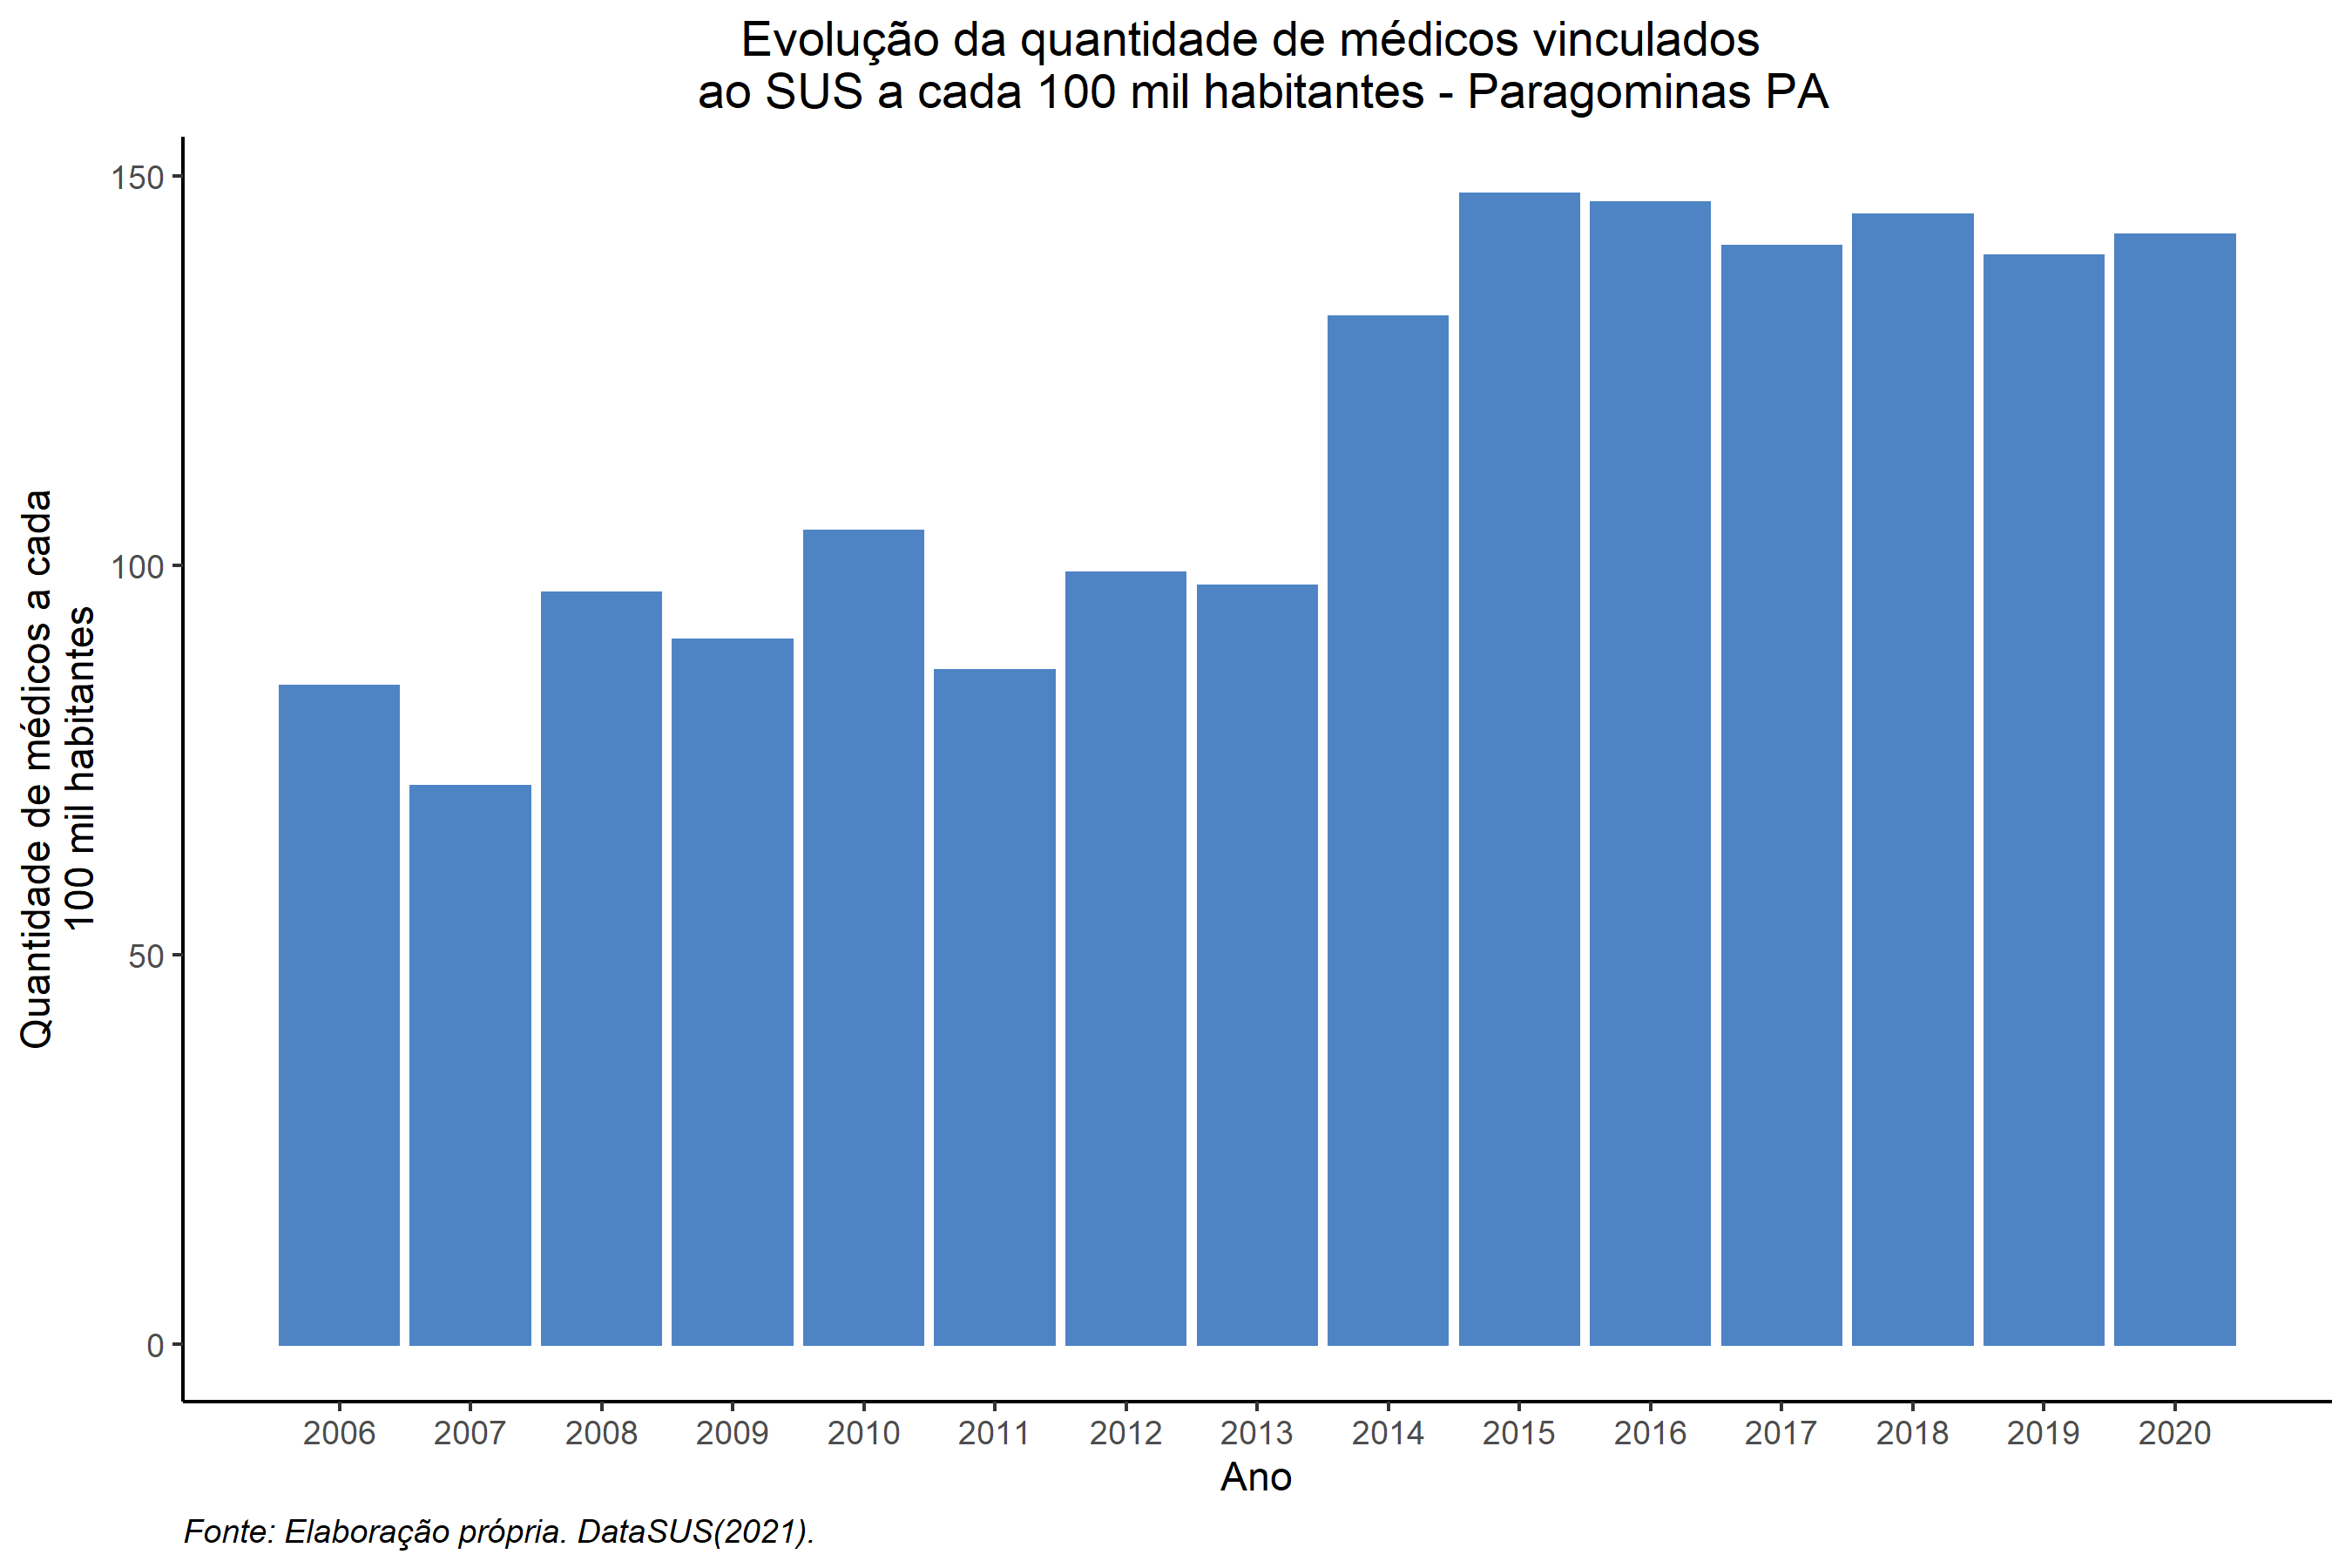 Evolução da quantidade de médicos vinculados
ao SUS a cada 100 mil habitantes - Paragominas PA
Quantidade de médicos a cada
100 mil habitantes
150
100
50
0
2006 2007 2008 2009 2010 2011 2012 2013 2014 2015 2016 2017 2018 2019 2020
Ano
Fonte: Elaboração própria. DataSUS(2021).